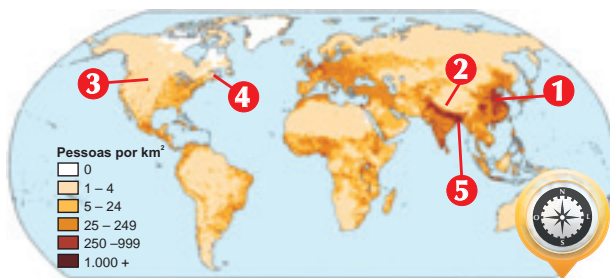 2
1
3
4
5
Pessoas por km²
0
1 – 4
5 – 24
25 – 249
250 –999
1.000 +
N
O
L
S